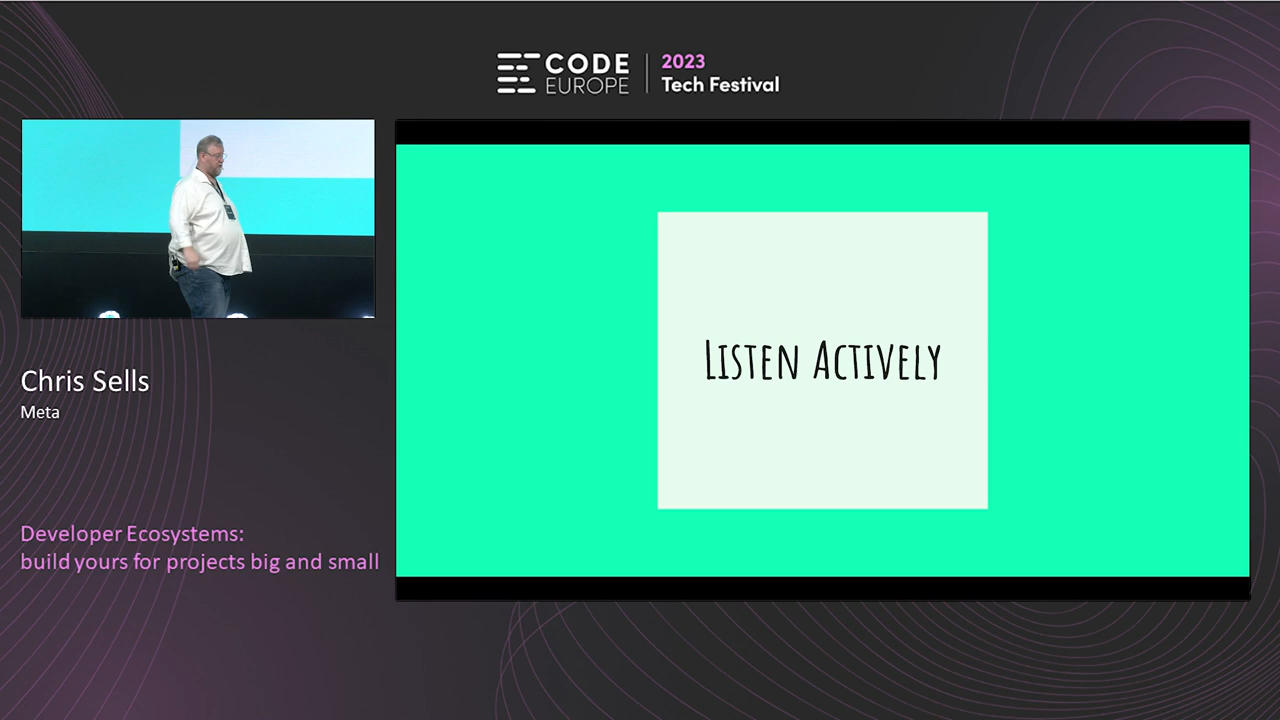 CODE
EUROPE
2023
Tech Festival
Chris Sells
Meta
Developer Ecosystems:
build yours for projects big and small
LISTEN ACTIVELY